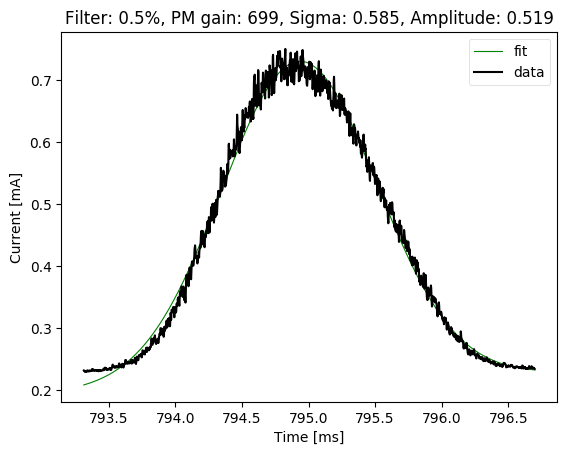 Filter: 0.5%, PM gain: 699, Sigma: 0.585, Amplitude: 0.519
fit
data
0.7
0.6
0.5
0.4
0.3
0.2
Current [mA]
793.5 794.0 794.5 795.0 795.5 796.0 796.5
Time [ms]